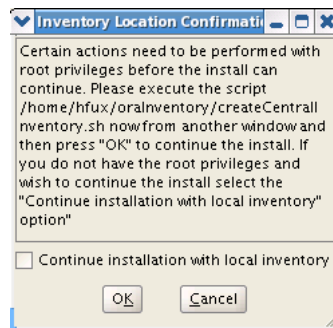 Inventory Location Confirmati
Certain actions need to be performed with
root privileges before the install can
continue. Please execute the script
/home/hfux/oraInventory/createCentralI
nventory.sh now from another window and
then press "OK" to continue the install. If
you do not have the root privileges and
wish to continue the install select the
"Continue installation with local inventory"
option"
Continue installation with local inventory
OK
Cancel